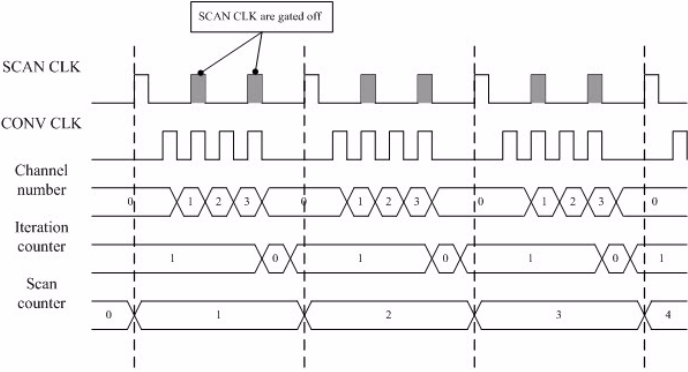 SCAN CLK are gated off
SCAN CLK
CONV CLK
Channel
number
0 1 2 3 0 1 2 3 0 1 2 3 0
Iteration
counter
1 0 1 0 1 0 1
Scan
counter
0 1 2 3 4